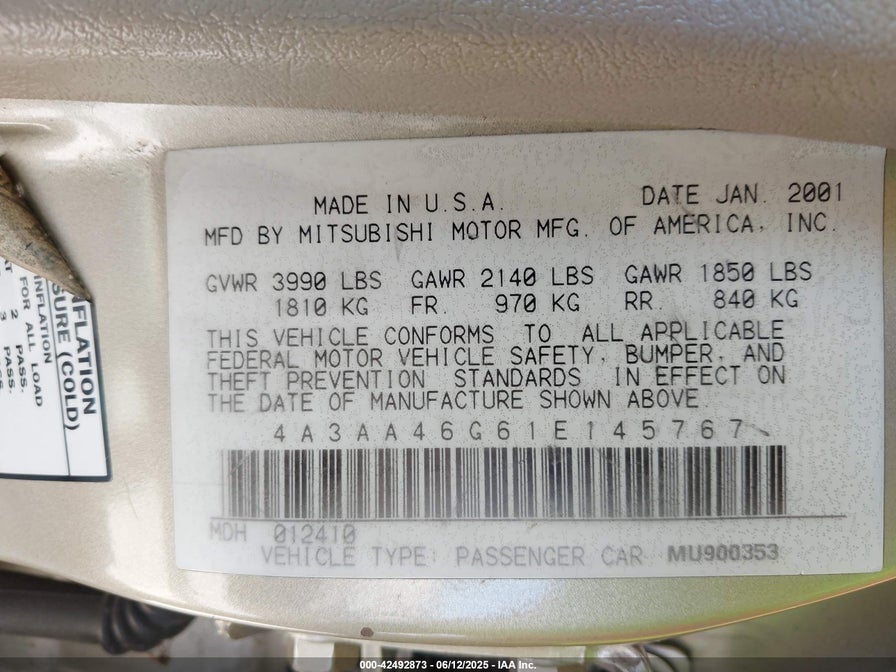 MADE IN U.S.A. DATE JAN. 2001
MFD BY MITSUBISHI MOTOR MFG. OF AMERICA, INC.
GVWR 3990 LBS GAWR 2140 LBS GAWR 1850 LBS
1810 KG FR. 970 KG RR. 840 KG
THIS VEHICLE CONFORMS TO ALL APPLICABLE
FEDERAL MOTOR VEHICLE SAFETY, BUMPER, AND
THEFT PREVENTION STANDARDS IN EFFECT ON
THE DATE OF MANUFACTURE SHOWN ABOVE.
4A3AA46G61E145767
MDH 012410
VEHICLE TYPE: PASSENGER CAR MU900353
(COLD)
INFLATION
FOR ALL LOAD
2 PASS.
3 PASS.
000-42492873 - 06/12/2025 - IAA Inc.